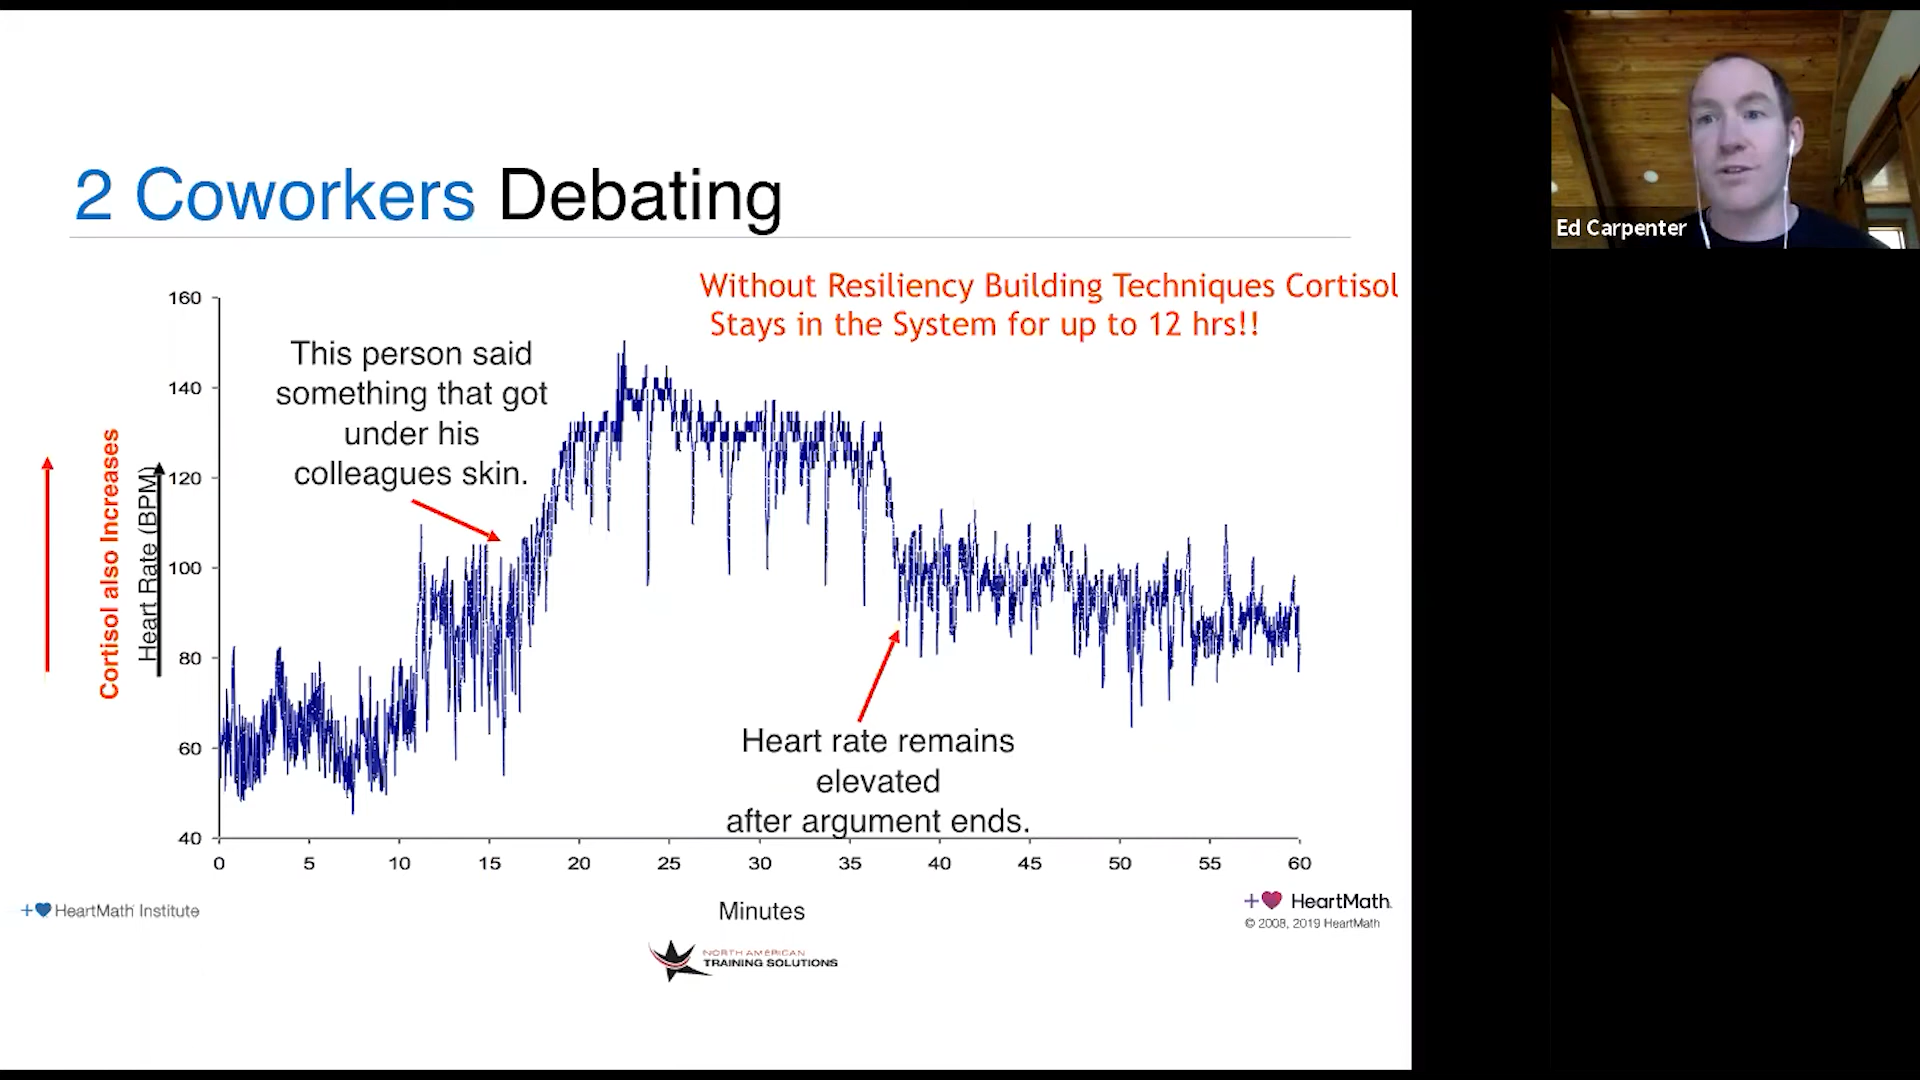 2 Coworkers Debating
Without Resiliency Building Techniques Cortisol
Stays in the System for up to 12 hrs!!
This person said
something that got
under his
colleagues skin.
Cortisol also Increases
Heart Rate (BPM)
160
140
120
100
80
60
40
Heart rate remains
elevated
after argument ends.
0 5 10 15 20 25 30 35 40 45 50 55 60
Minutes
HeartMath Institute
HeartMath
© 2008, 2019 HeartMath
NORTH AMERICAN
TRAINING SOLUTIONS
Ed Carpenter